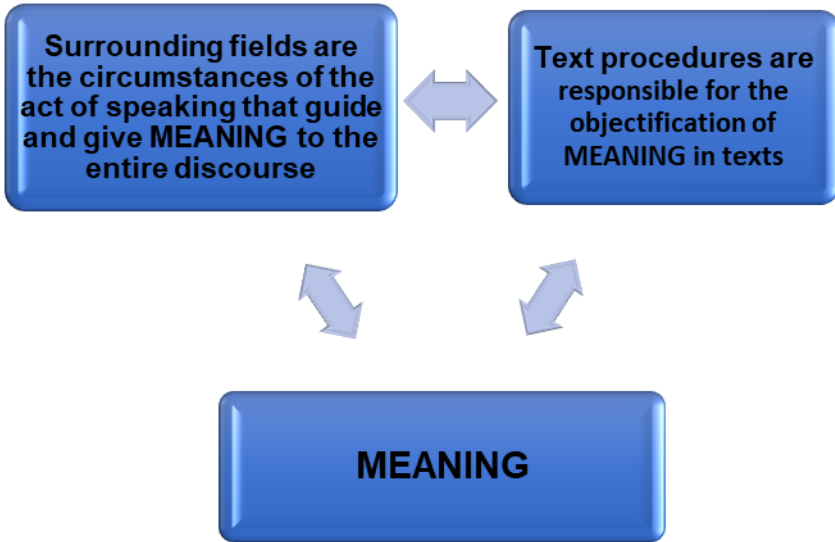 Surrounding fields are
the circumstances of the
act of speaking that guide
and give MEANING to the
entire discourse
Text procedures are
responsible for the
objectification of
MEANING in texts
MEANING